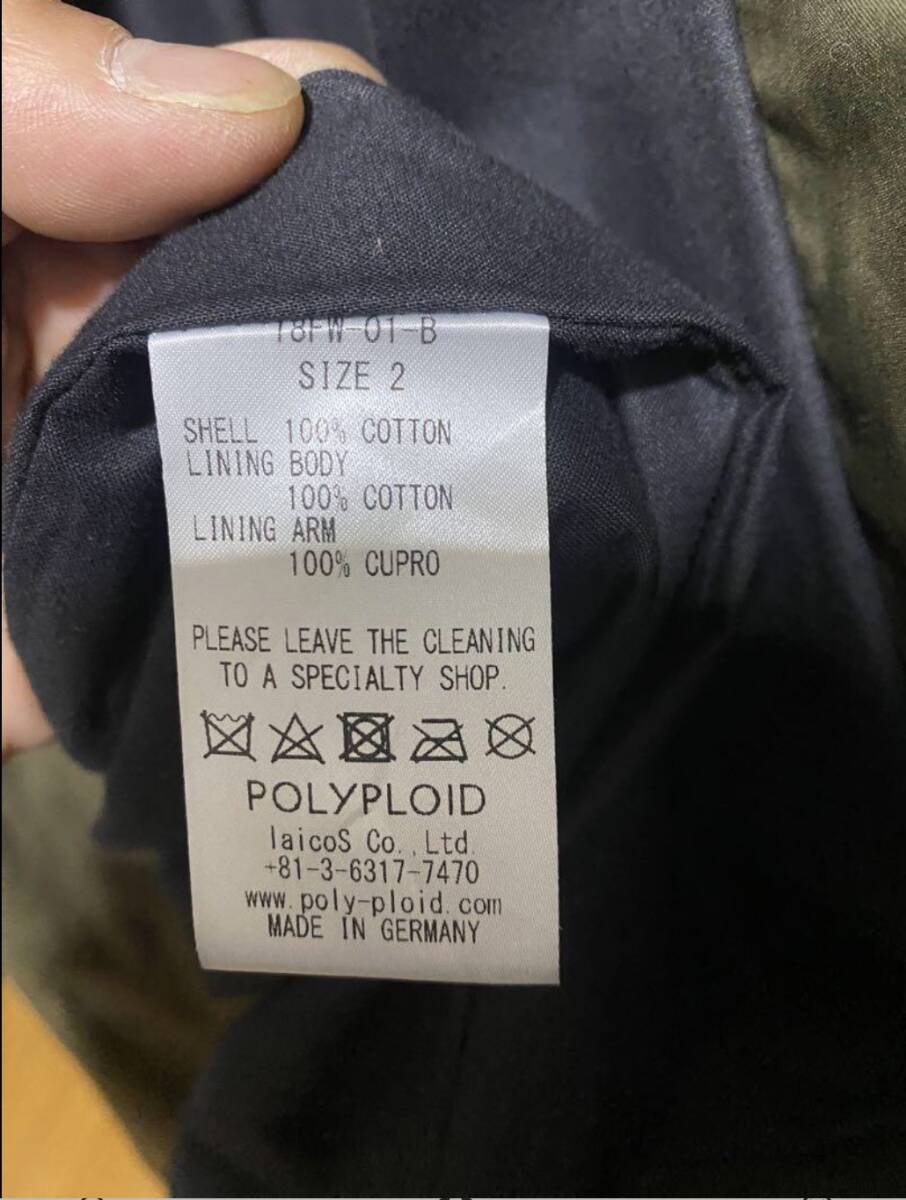 18FW-01-B
SIZE 2
SHELL 100% COTTON
LINING BODY
100% COTTON
LINING ARM
100% CUPRO
PLEASE LEAVE THE CLEANING
TO A SPECIALTY SHOP.
POLYPLOID
laicoS Co.,Ltd.
+81-3-6317-7470
www.poly-ploid.com
MADE IN GERMANY